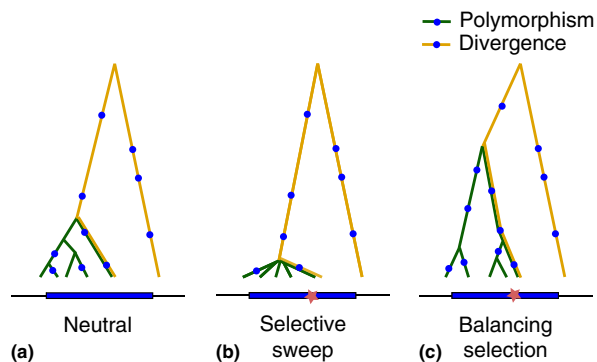 Polymorphism
Divergence
(a) Neutral
(b) Selective
sweep
(c) Balancing
selection